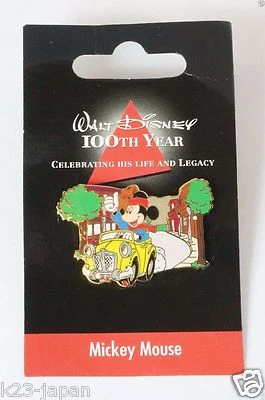 WALT DISNEY
100TH YEAR
CELEBRATING HIS LIFE AND LEGACY
Mickey Mouse
k23-japan